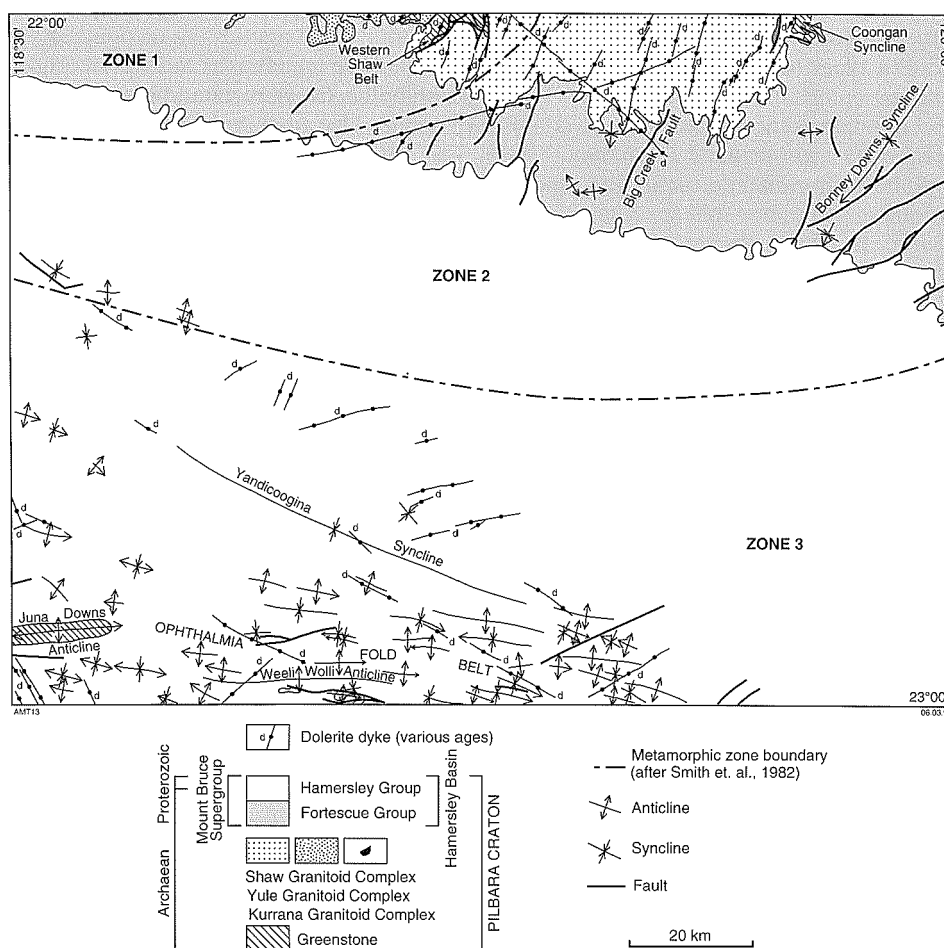 22°00'
118°30'
ZONE 1
Western
Shaw
Belt
Coongan
Syncline
Big Creek Fault
Bonney Downs Syncline
ZONE 2
Yandicoogina
Syncline
ZONE 3
Juna Downs
Anticline
OPHTHALMIA
FOLD
BELT
Weeli Wolli Anticline
23°00'
AMT13
06.03.
d
d Dolerite dyke (various ages)
Proterozoic
Archaean
Mount Bruce
Supergroup
Hamersley Group
Fortescue Group
Hamersley Basin
PILBARA CRATON
Shaw Granitoid Complex
Yule Granitoid Complex
Kurrana Granitoid Complex
Greenstone
Metamorphic zone boundary
(after Smith et. al., 1982)
Anticline
Syncline
Fault
20 km